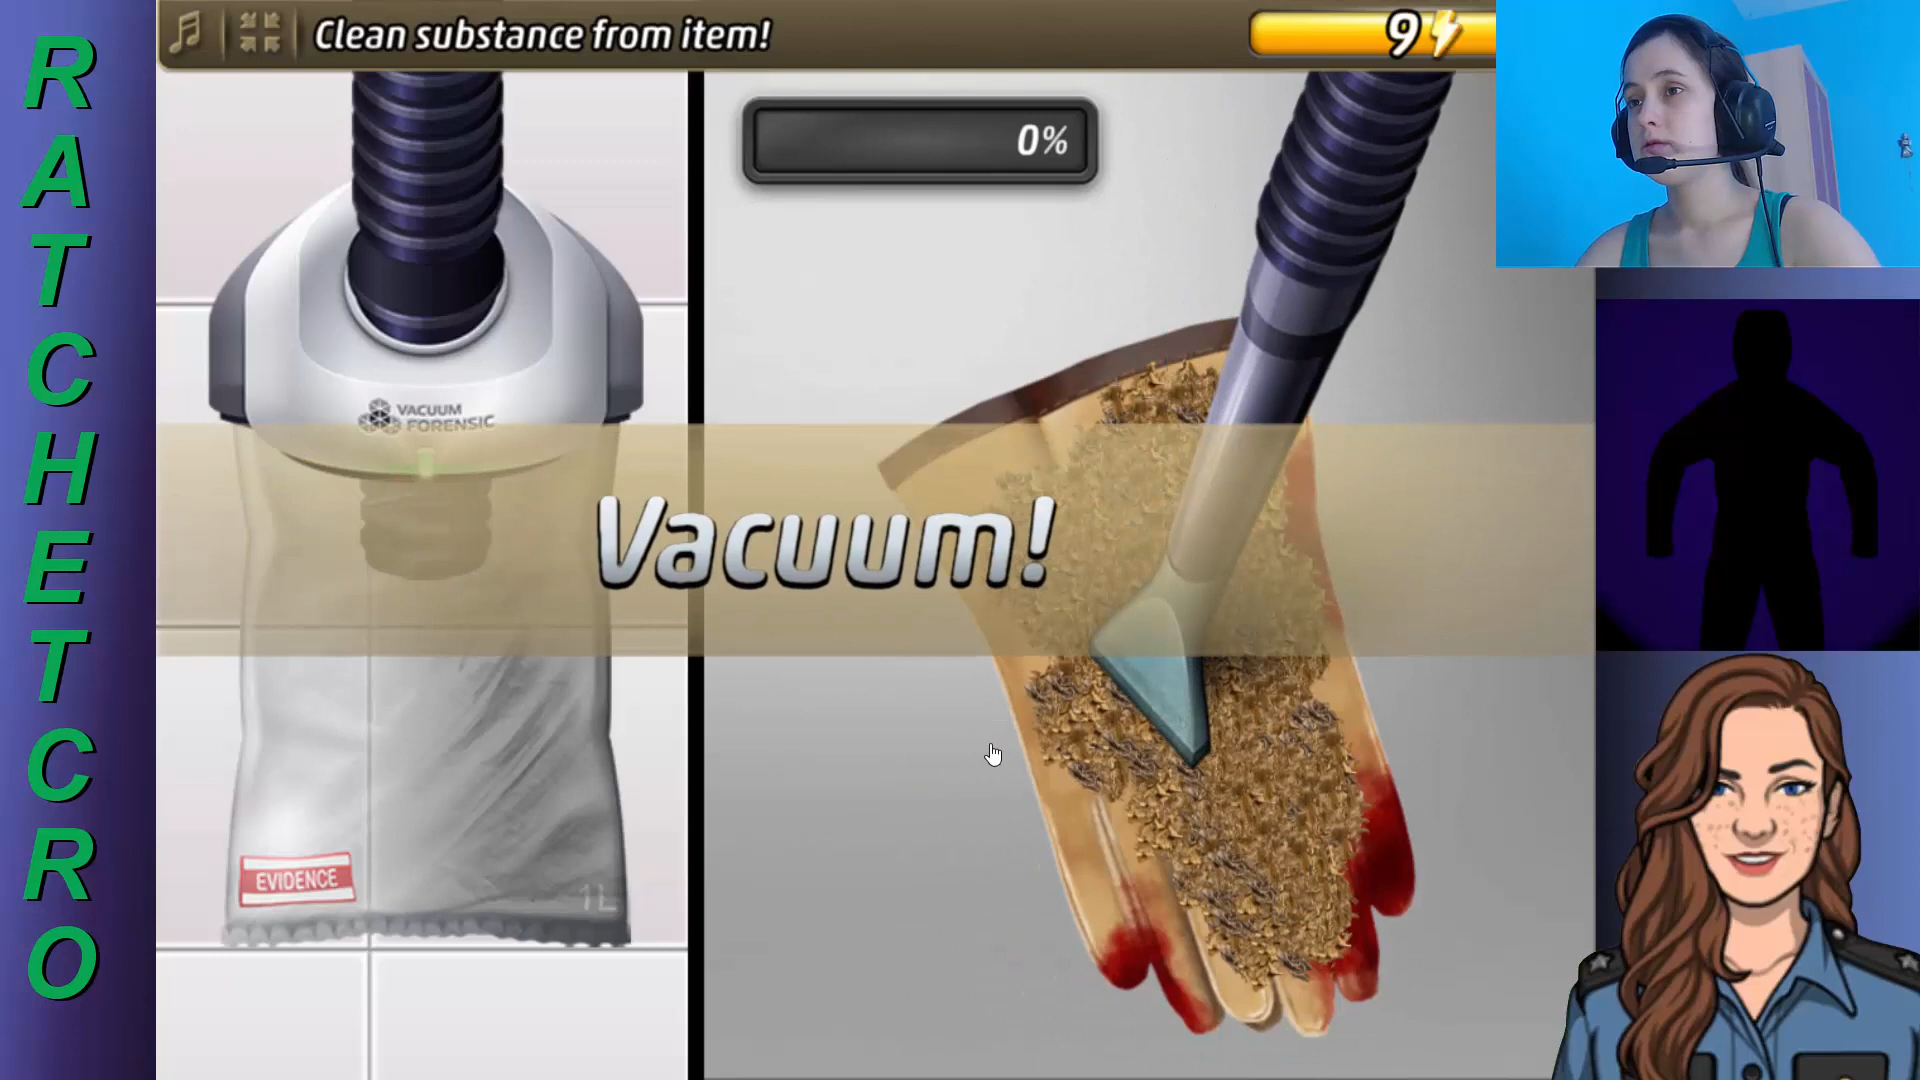 RATCHETCRO
Clean substance from item!
9
0%
VACUUM
FORENSIC
Vacuum!
EVIDENCE
1L